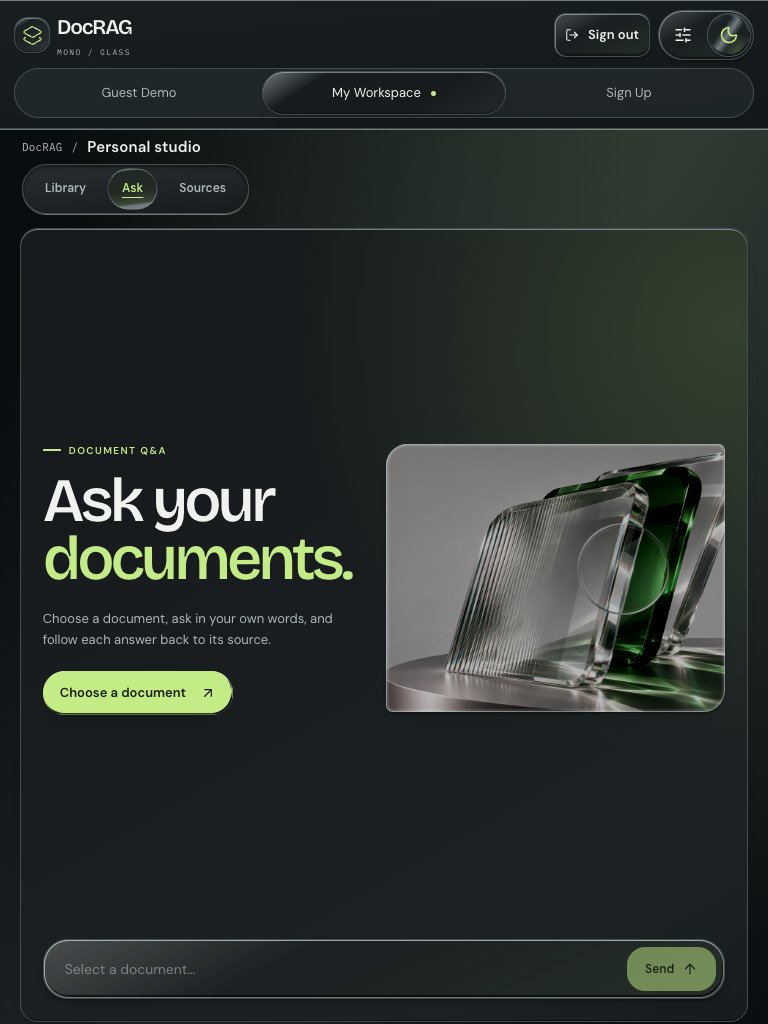 DocRAG
MONO / GLASS
Sign out
Guest Demo
My Workspace
Sign Up
DocRAG / Personal studio
Library
Ask
Sources
DOCUMENT Q&A
Ask your
documents.
Choose a document, ask in your own words, and
follow each answer back to its source.
Choose a document
Select a document...
Send